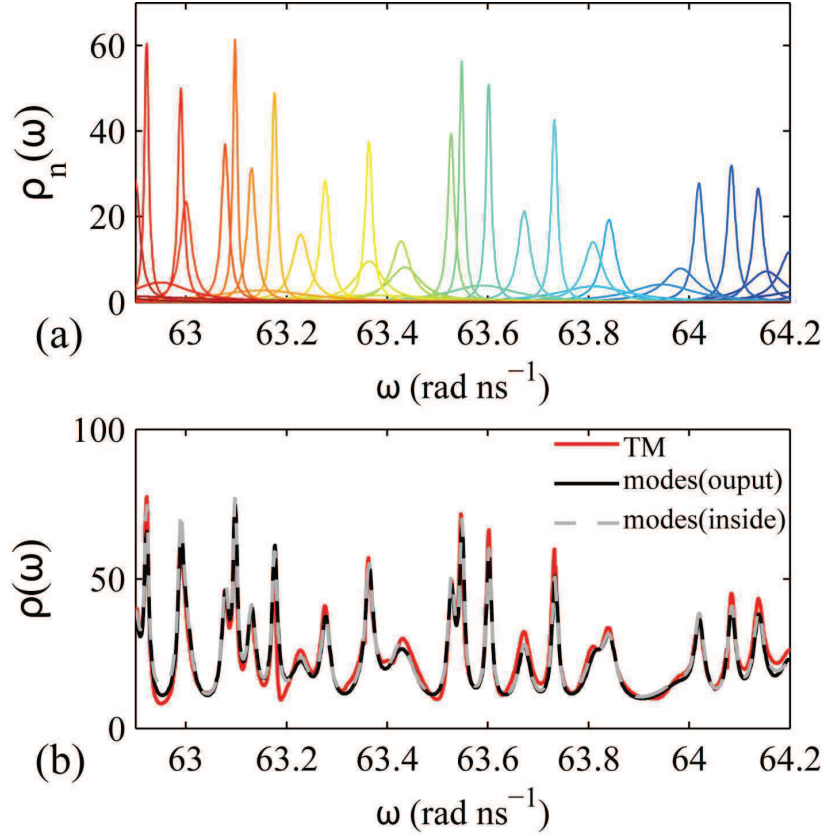 60
40
20
0
ρn(ω)
63 63.2 63.4 63.6 63.8 64 64.2
(a)
ω (rad ns−1)
100
50
0
ρ(ω)
TM
modes(ouput)
modes(inside)
63 63.2 63.4 63.6 63.8 64 64.2
(b)
ω (rad ns−1)